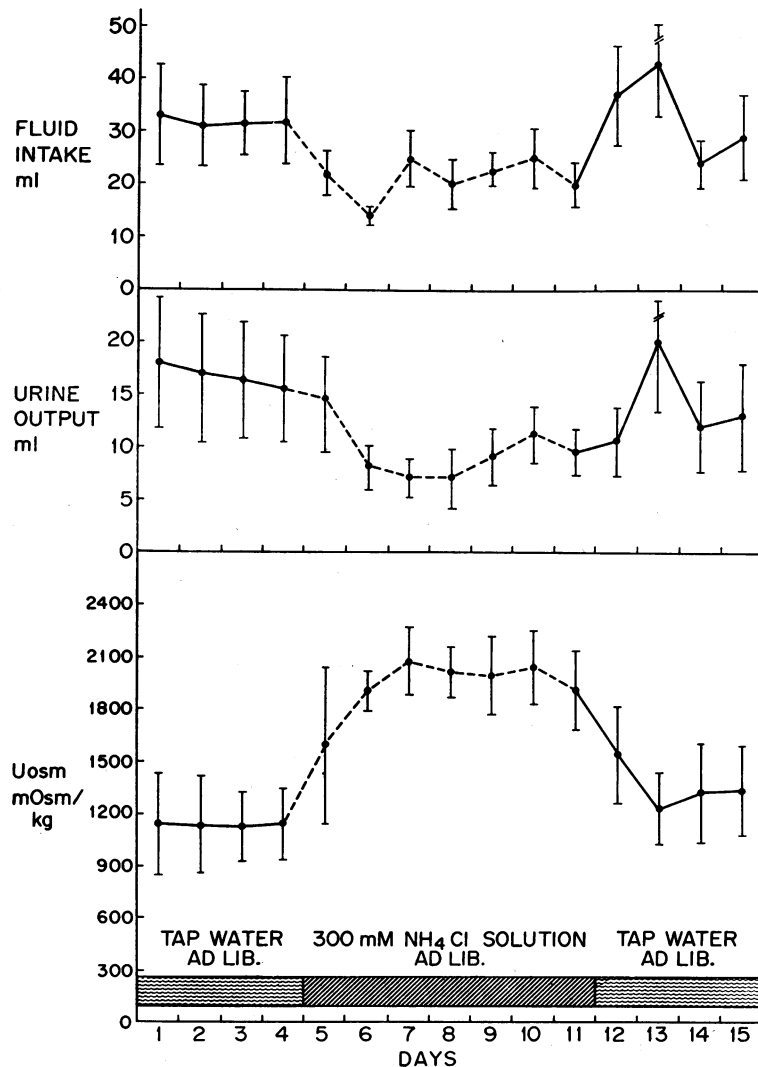 50
40
30
20
10
0
FLUID
INTAKE
ml
20
15
10
5
0
URINE
OUTPUT
ml
2400
2100
1800
1500
1200
900
600
300
0
Uosm
mOsm/
kg
TAP WATER
AD LIB.
300 mM NH₄ Cl SOLUTION
AD LIB.
TAP WATER
AD LIB.
1 2 3 4 5 6 7 8 9 10 11 12 13 14 15
DAYS